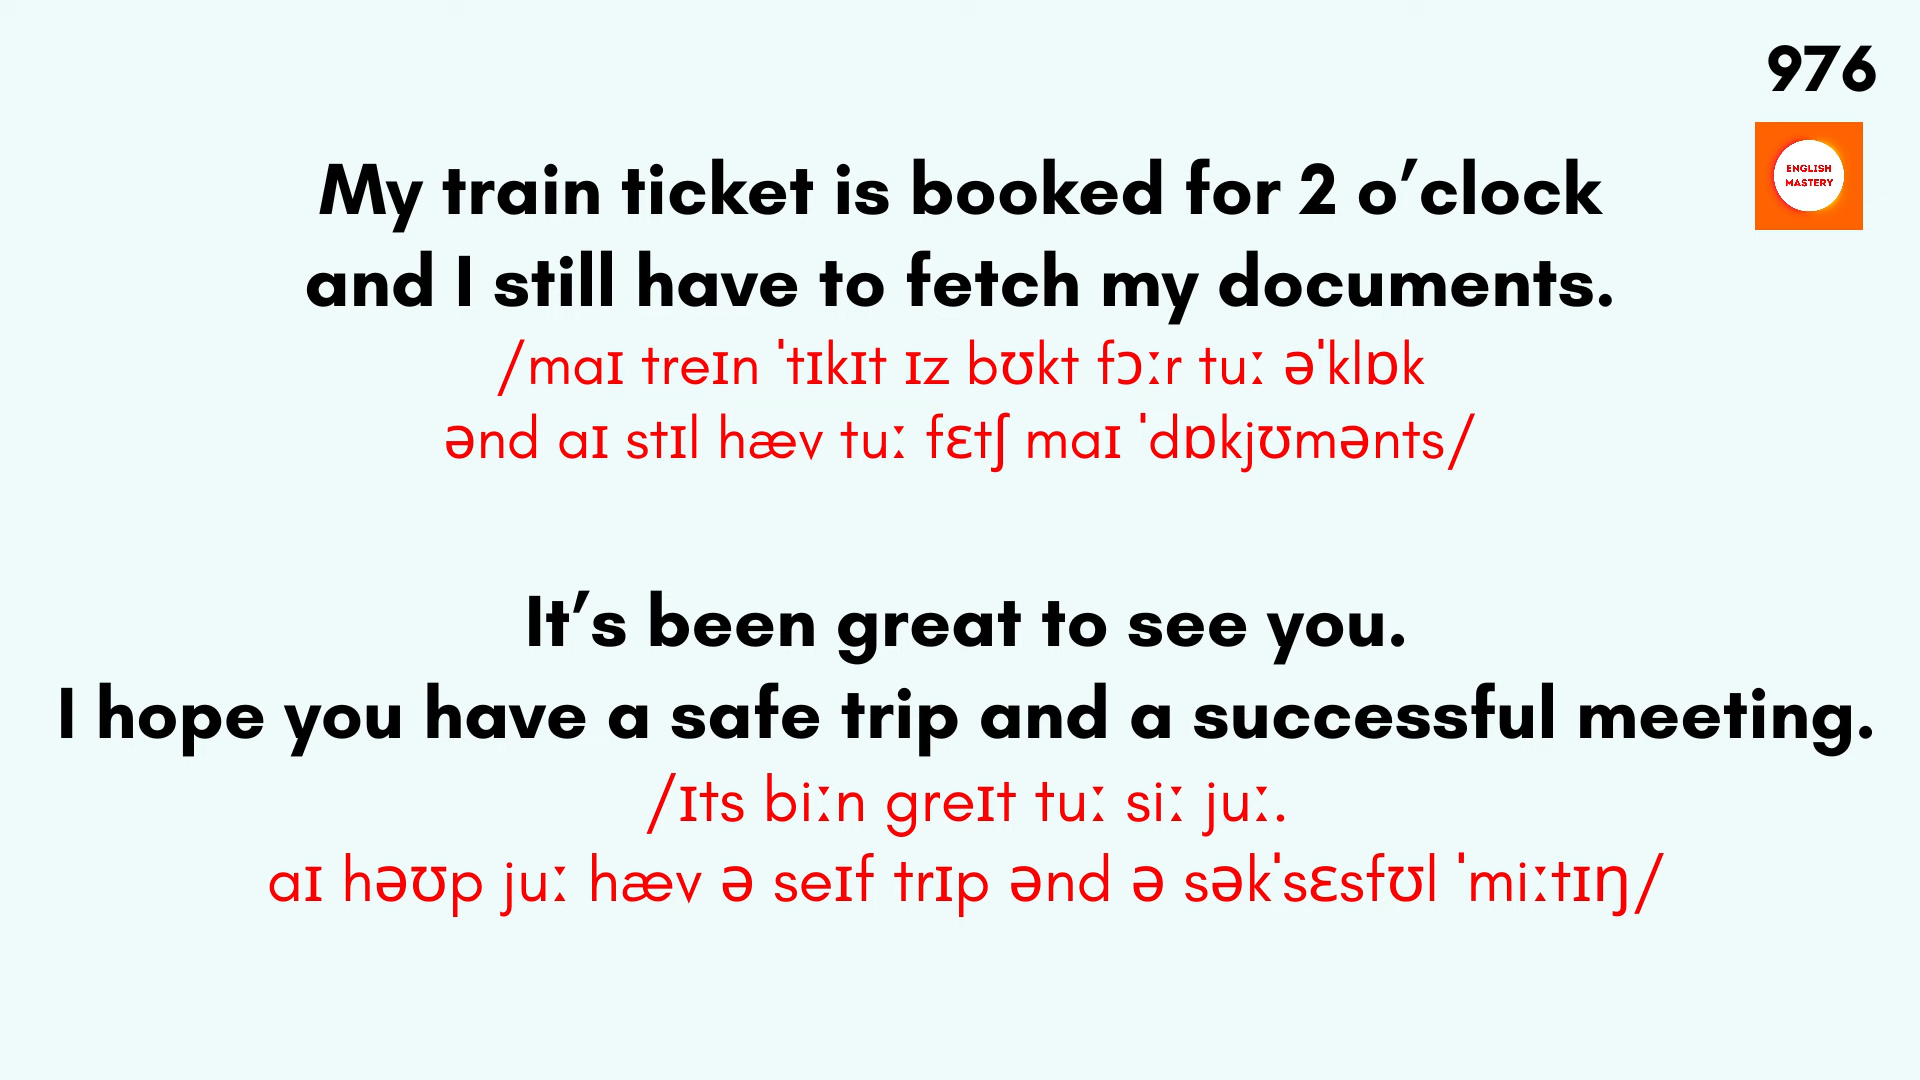 976
ENGLISH
MASTERY
My train ticket is booked for 2 o’clock
and I still have to fetch my documents.
/maɪ treɪn ˈtɪkɪt ɪz bʊkt fɔːr tuː əˈklɒk
ənd aɪ stɪl hæv tuː fɛtʃ maɪ ˈdɒkjʊmənts/
It’s been great to see you.
I hope you have a safe trip and a successful meeting.
/ɪts biːn greɪt tuː siː juː.
aɪ həʊp juː hæv ə seɪf trɪp ənd ə səkˈsɛsfʊl ˈmiːtɪŋ/